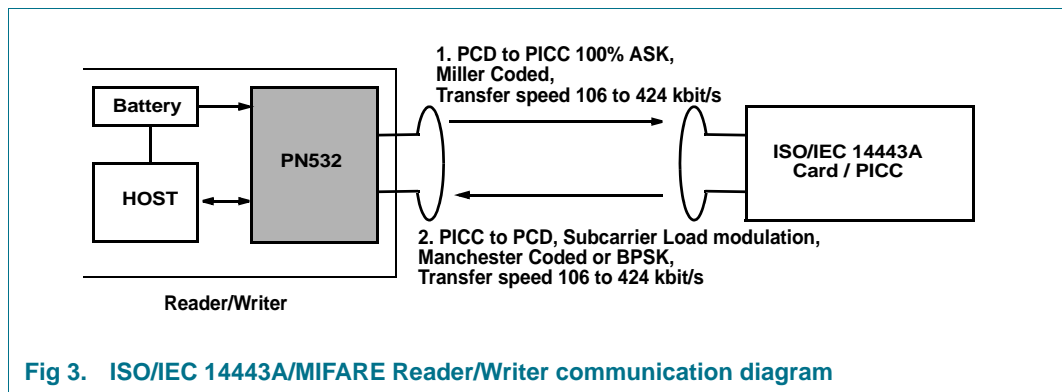 1. PCD to PICC 100% ASK,
Miller Coded,
Transfer speed 106 to 424 kbit/s
Battery
PN532
HOST
ISO/IEC 14443A
Card / PICC
2. PICC to PCD, Subcarrier Load modulation,
Manchester Coded or BPSK,
Transfer speed 106 to 424 kbit/s
Reader/Writer
Fig 3. ISO/IEC 14443A/MIFARE Reader/Writer communication diagram